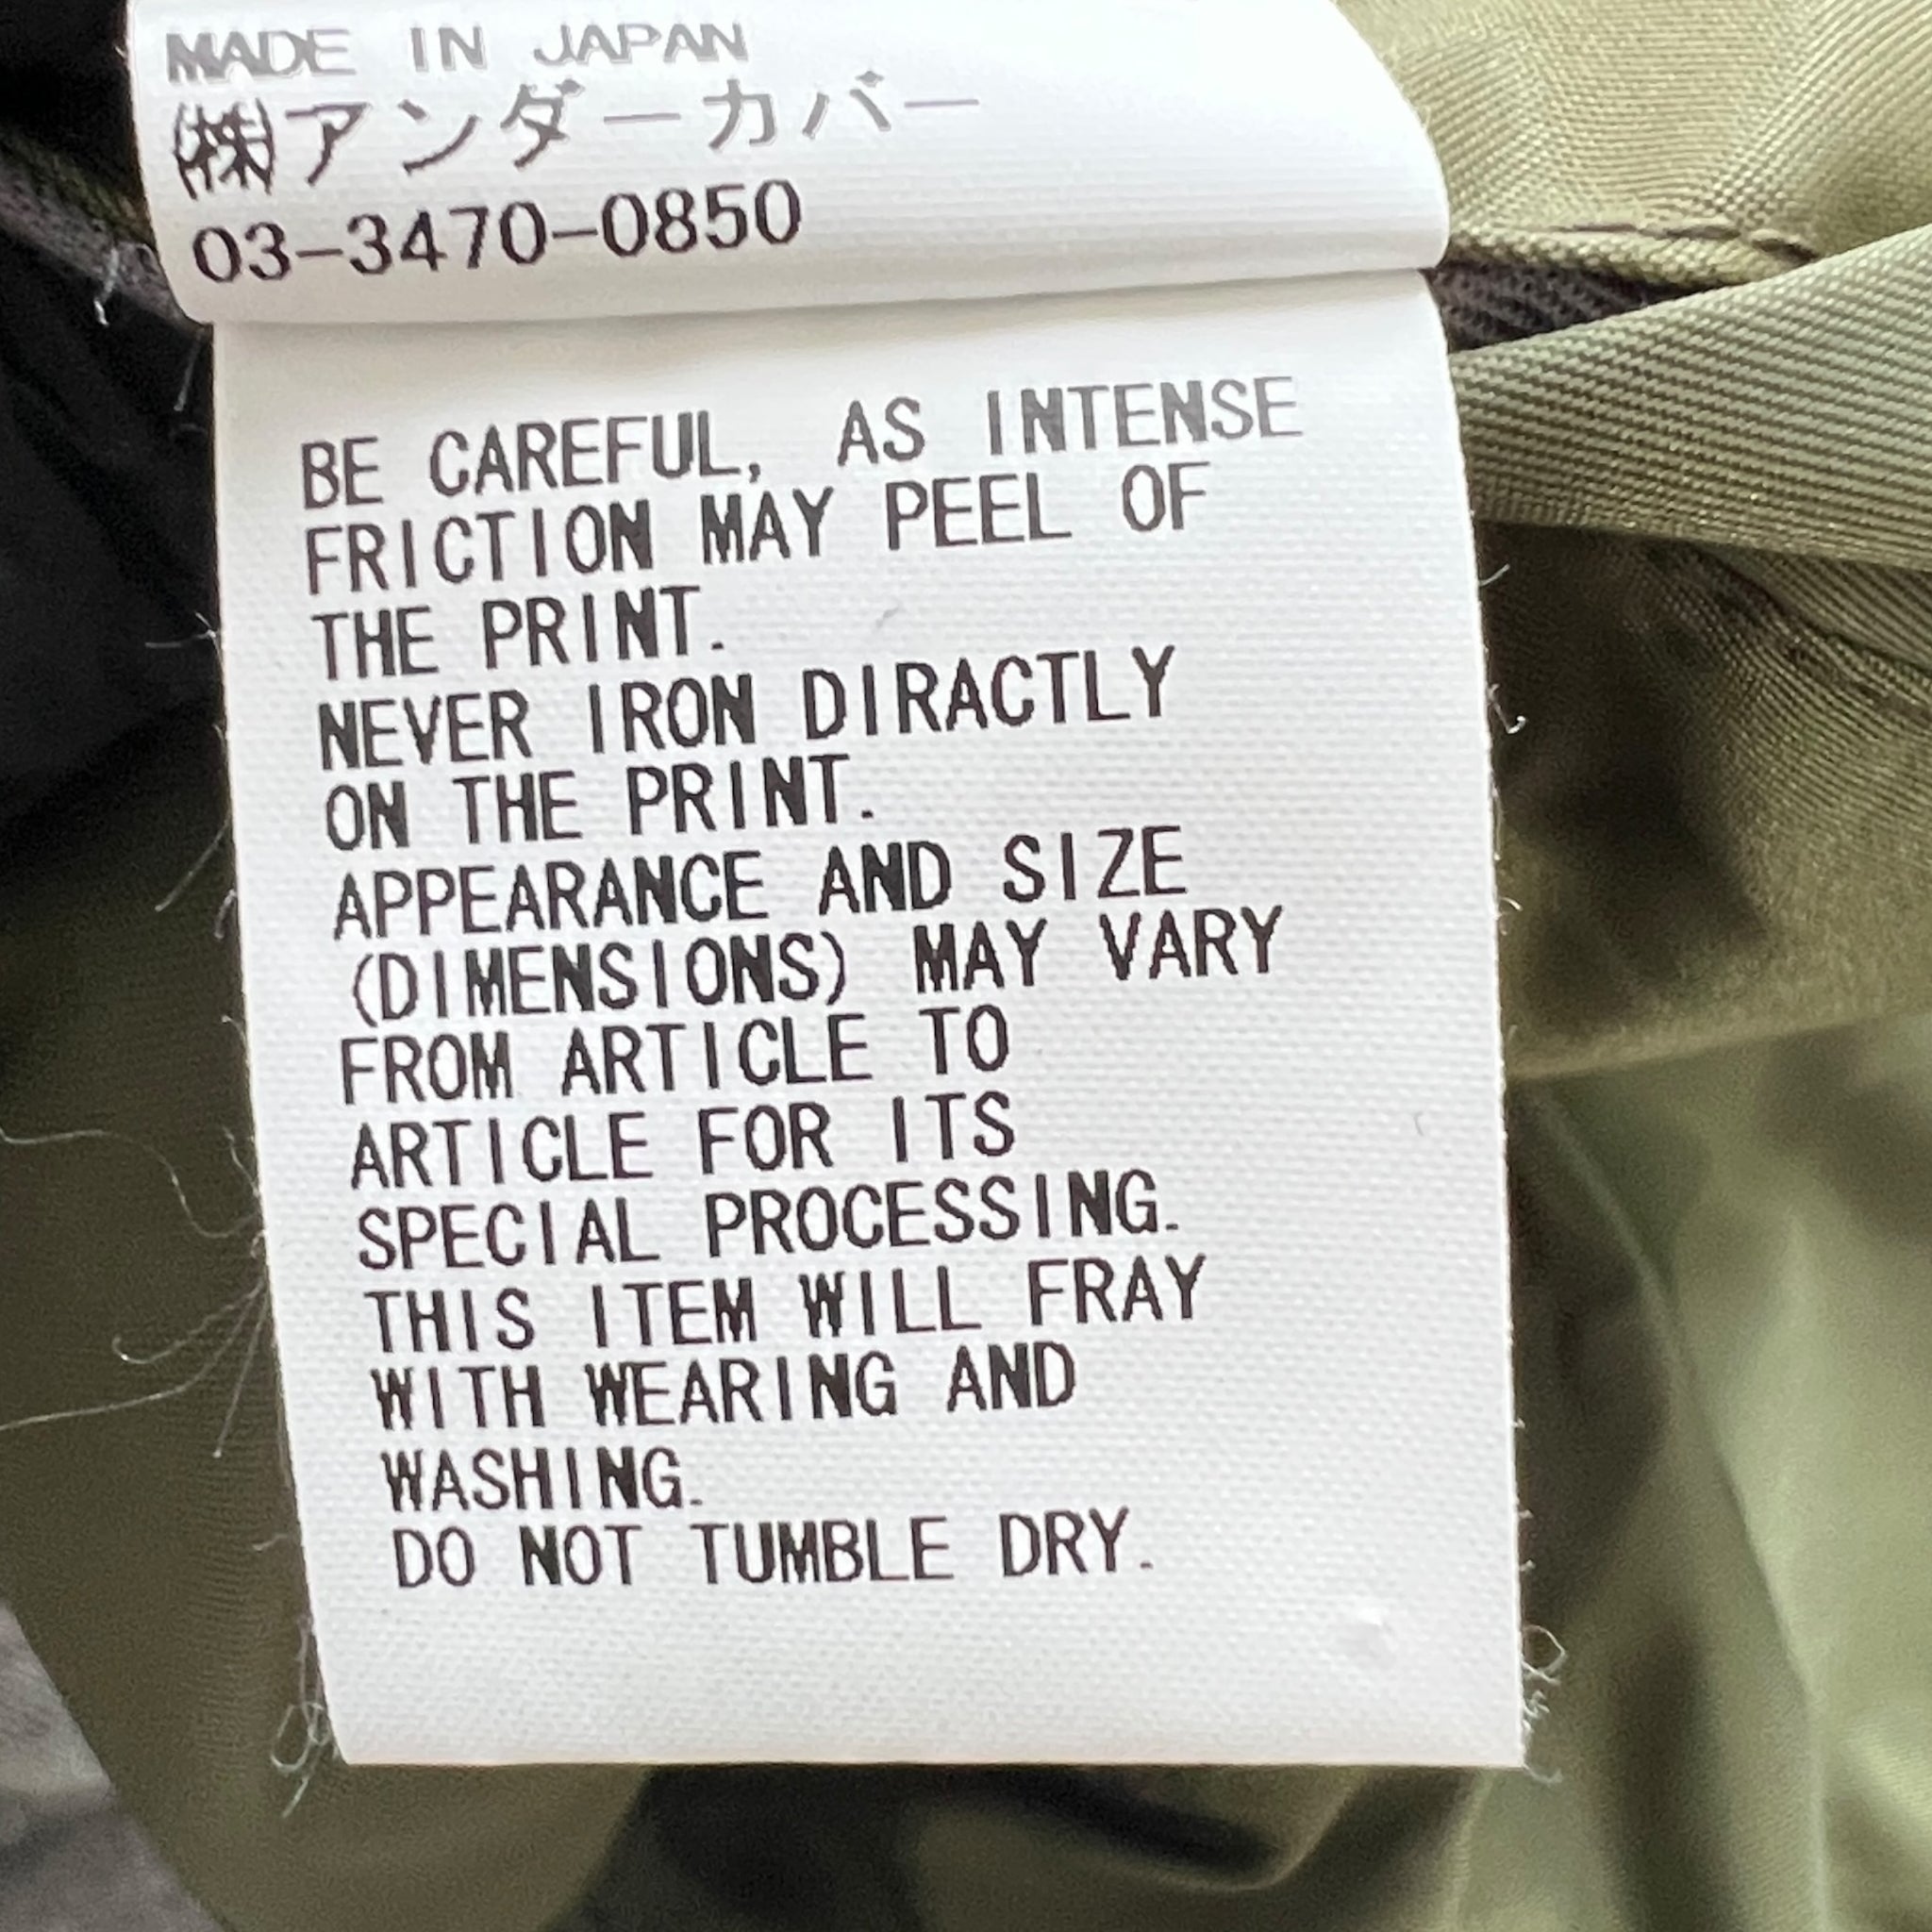 MADE IN JAPAN
㈱アンダーカバー
03-3470-0850
BE CAREFUL, AS INTENSE
FRICTION MAY PEEL OF
THE PRINT.
NEVER IRON DIRACTLY
ON THE PRINT.
APPEARANCE AND SIZE
(DIMENSIONS) MAY VARY
FROM ARTICLE TO
ARTICLE FOR ITS
SPECIAL PROCESSING.
THIS ITEM WILL FRAY
WITH WEARING AND
WASHING.
DO NOT TUMBLE DRY.